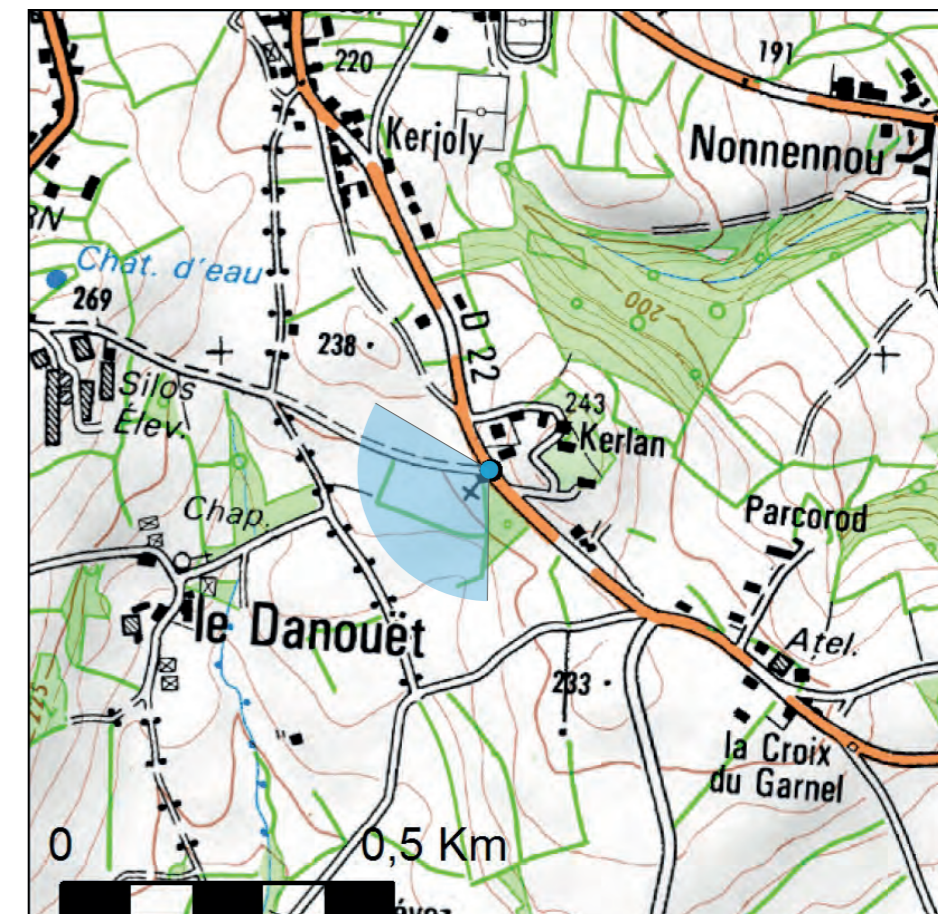 220
191
Kerjoly
Nonnennou
Chat. d'eau
269
D 22
200
238
Silos
Élev.
243
Kerlan
Chap.
Parcorod
le Danouët
Atel.
233
la Croix
du Garnel
0
0,5 Km